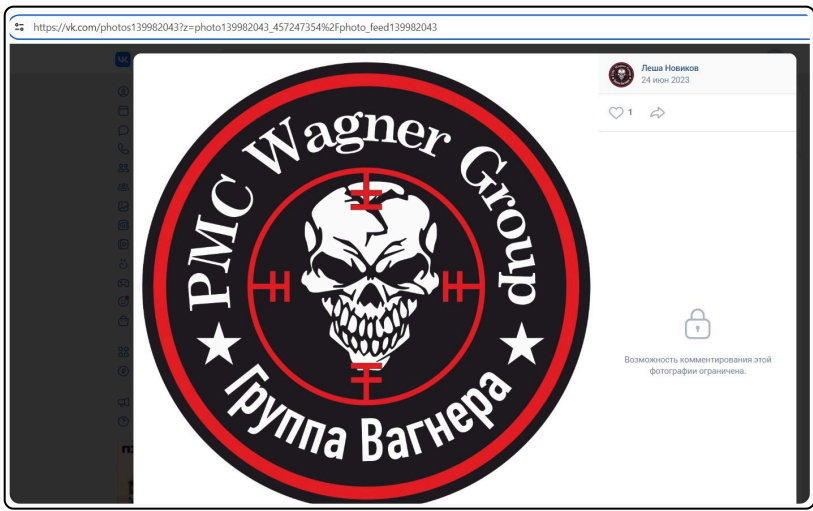 https://vk.com/photos139982043?z=photo139982043_457247354%2Fphoto_feed139982043
Леша Новиков
24 июн 2023
1
PMC Wagner Group
Группа Вагнера
Возможность комментирования этой
фотографии ограничена.